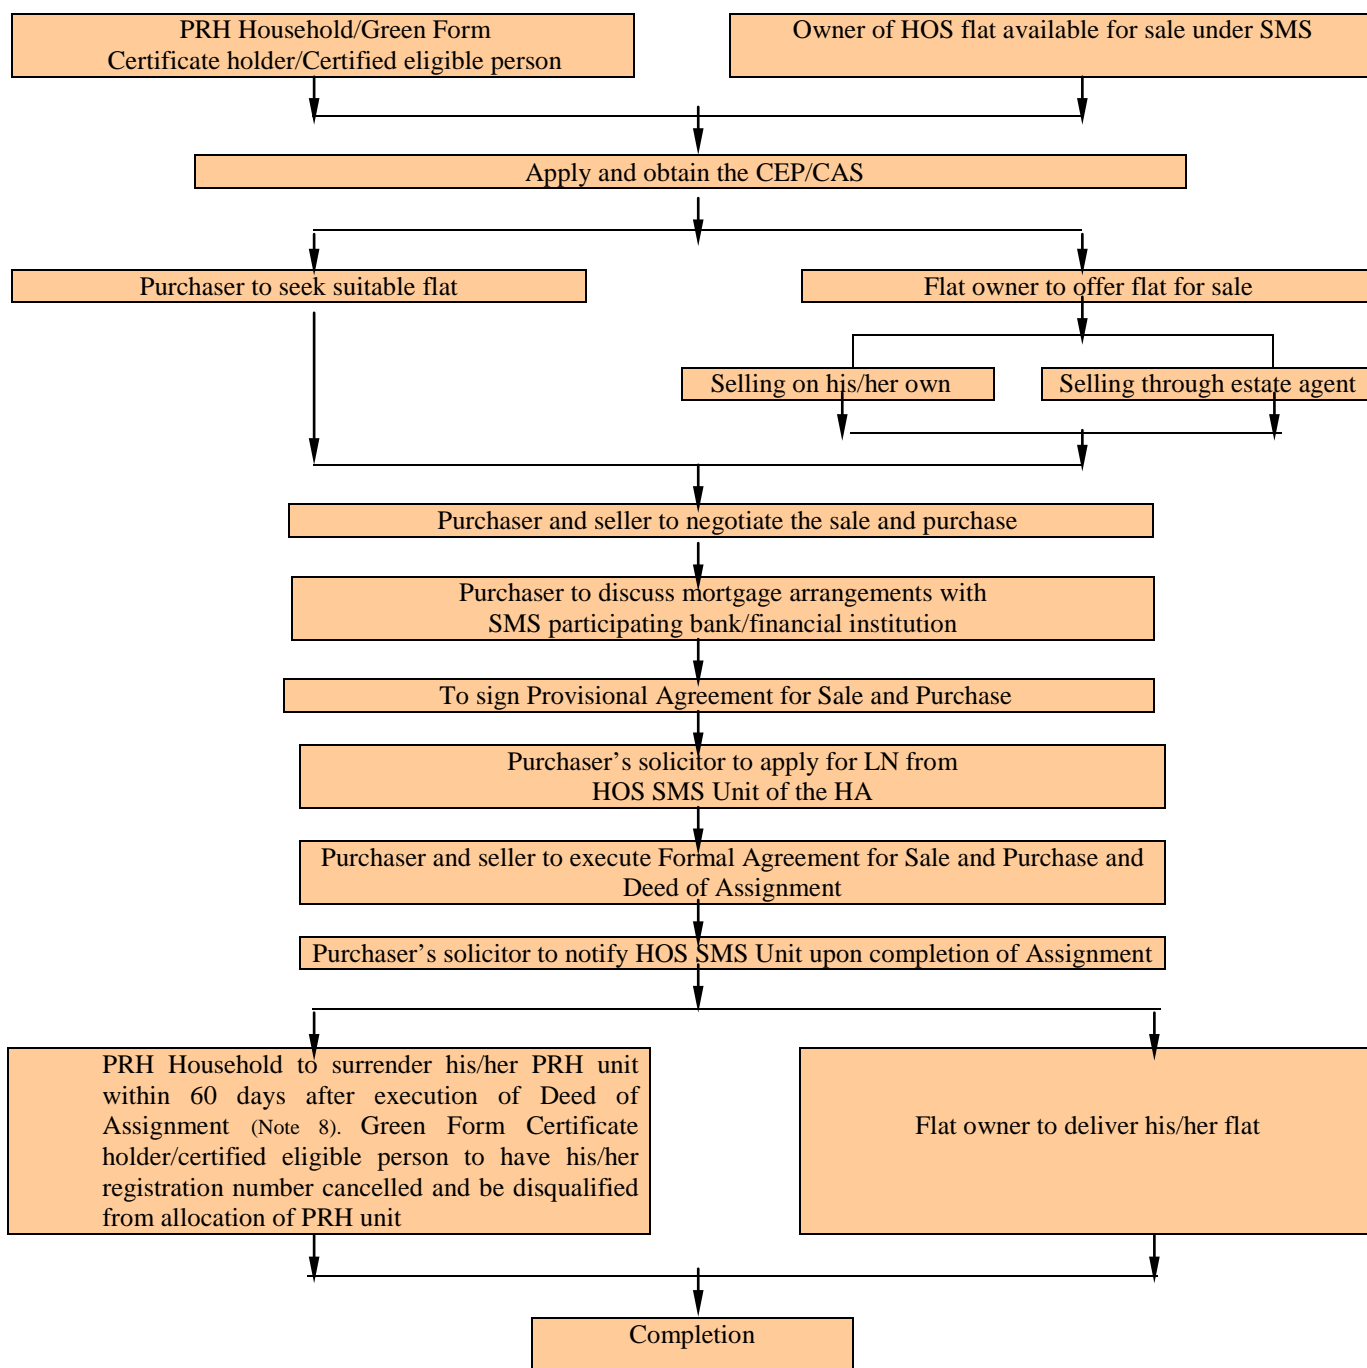 PRH Household/Green Form
Certificate holder/Certified eligible person
Owner of HOS flat available for sale under SMS
Apply and obtain the CEP/CAS
Purchaser to seek suitable flat
Flat owner to offer flat for sale
Selling on his/her own
Selling through estate agent
Purchaser and seller to negotiate the sale and purchase
Purchaser to discuss mortgage arrangements with
SMS participating bank/financial institution
To sign Provisional Agreement for Sale and Purchase
Purchaser’s solicitor to apply for LN from
HOS SMS Unit of the HA
Purchaser and seller to execute Formal Agreement for Sale and Purchase and
Deed of Assignment
Purchaser’s solicitor to notify HOS SMS Unit upon completion of Assignment
PRH Household to surrender his/her PRH unit
within 60 days after execution of Deed of
Assignment (Note 8). Green Form Certificate
holder/certified eligible person to have his/her
registration number cancelled and be disqualified
from allocation of PRH unit
Flat owner to deliver his/her flat
Completion